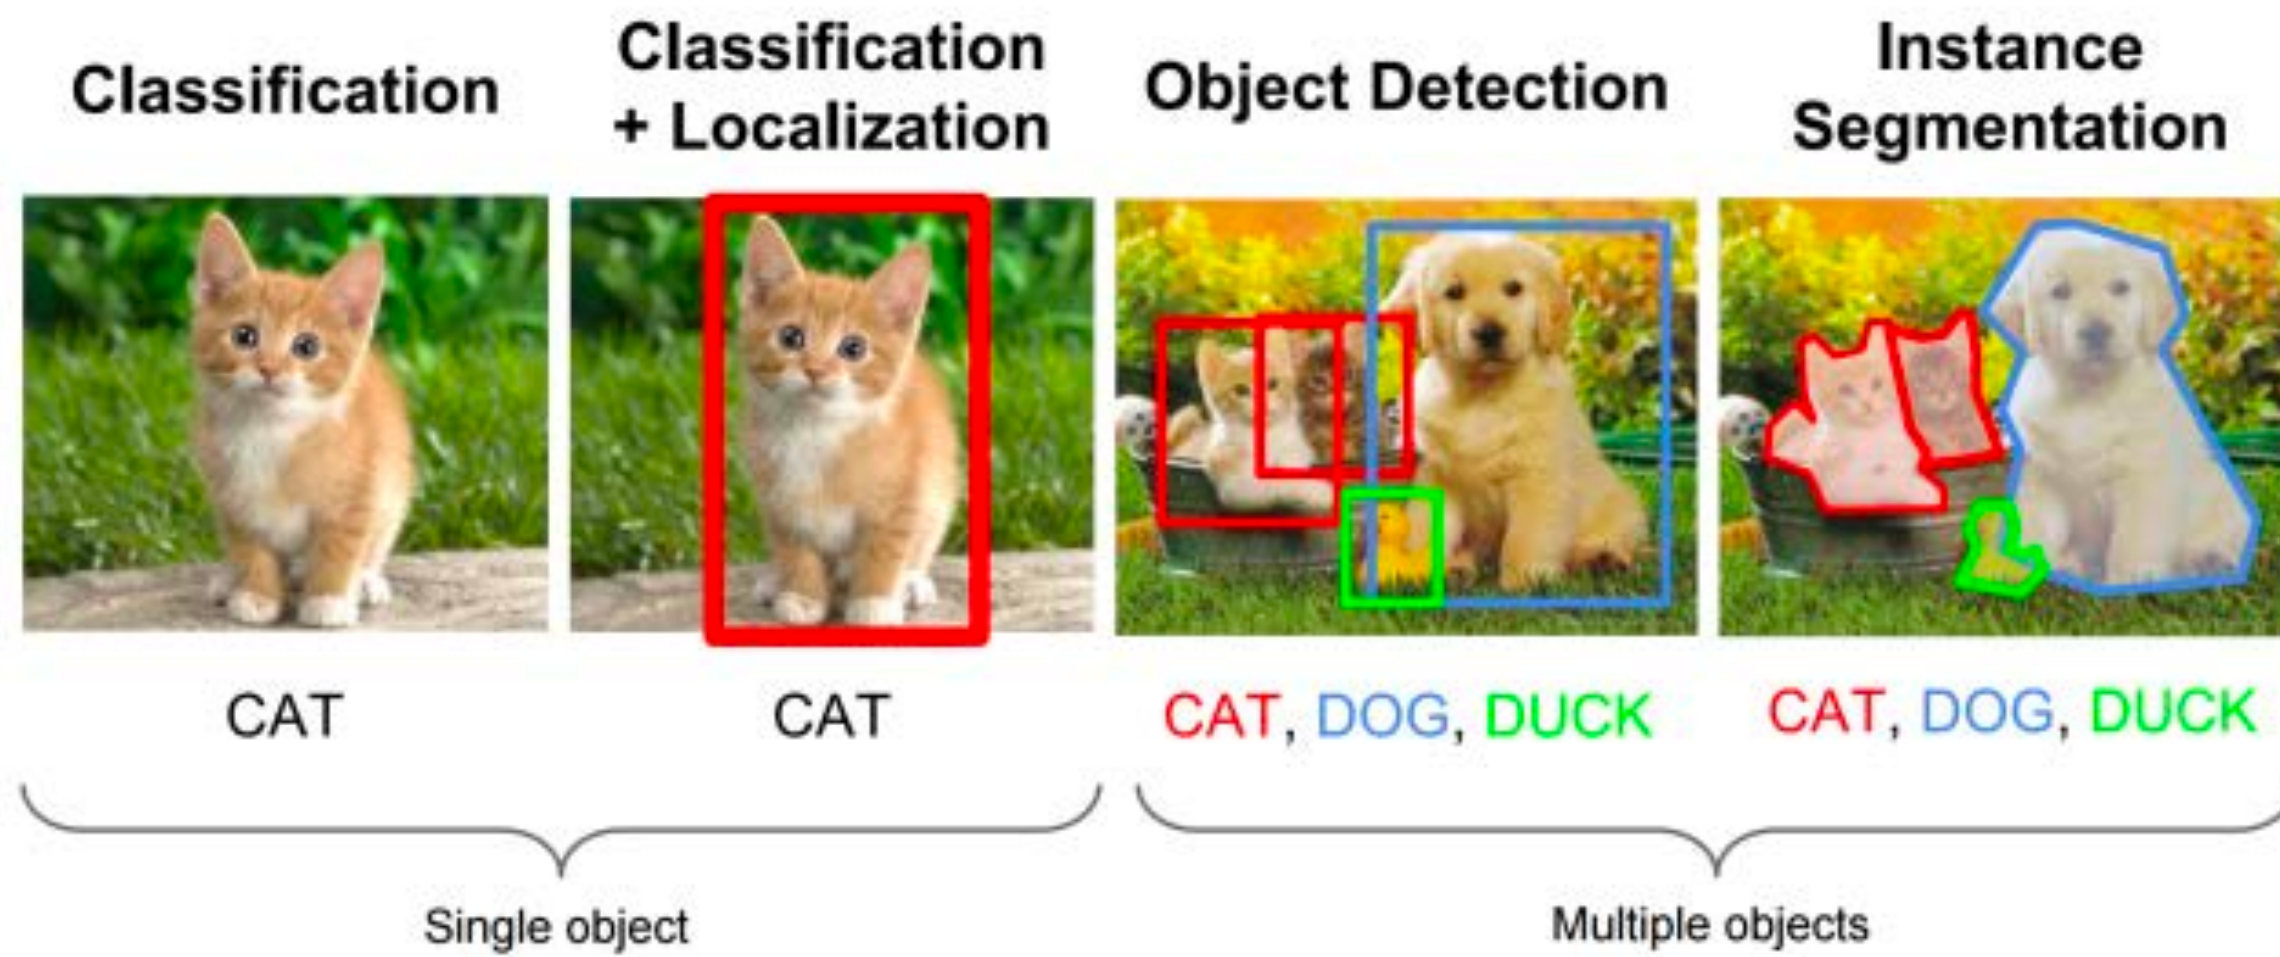 Classification
Classification
+ Localization
Object Detection
Instance
Segmentation
CAT
CAT
CAT, DOG, DUCK
CAT, DOG, DUCK
Single object
Multiple objects